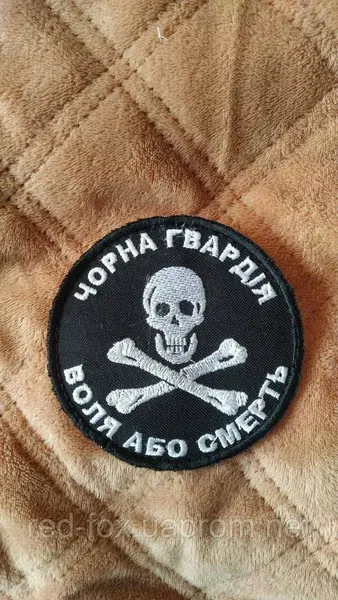 ЧОРНА ГВАРДІЯ
ВОЛЯ АБО СМЕРТЬ
red-fox.uaprom.net